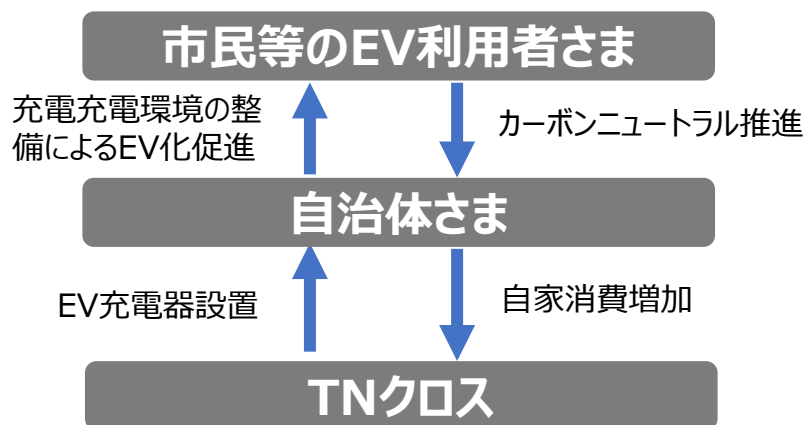 市民等のEV利用者さま
充電充電環境の整
備によるEV化促進
カーボンニュートラル推進
自治体さま
EV充電器設置
自家消費増加
TNクロス